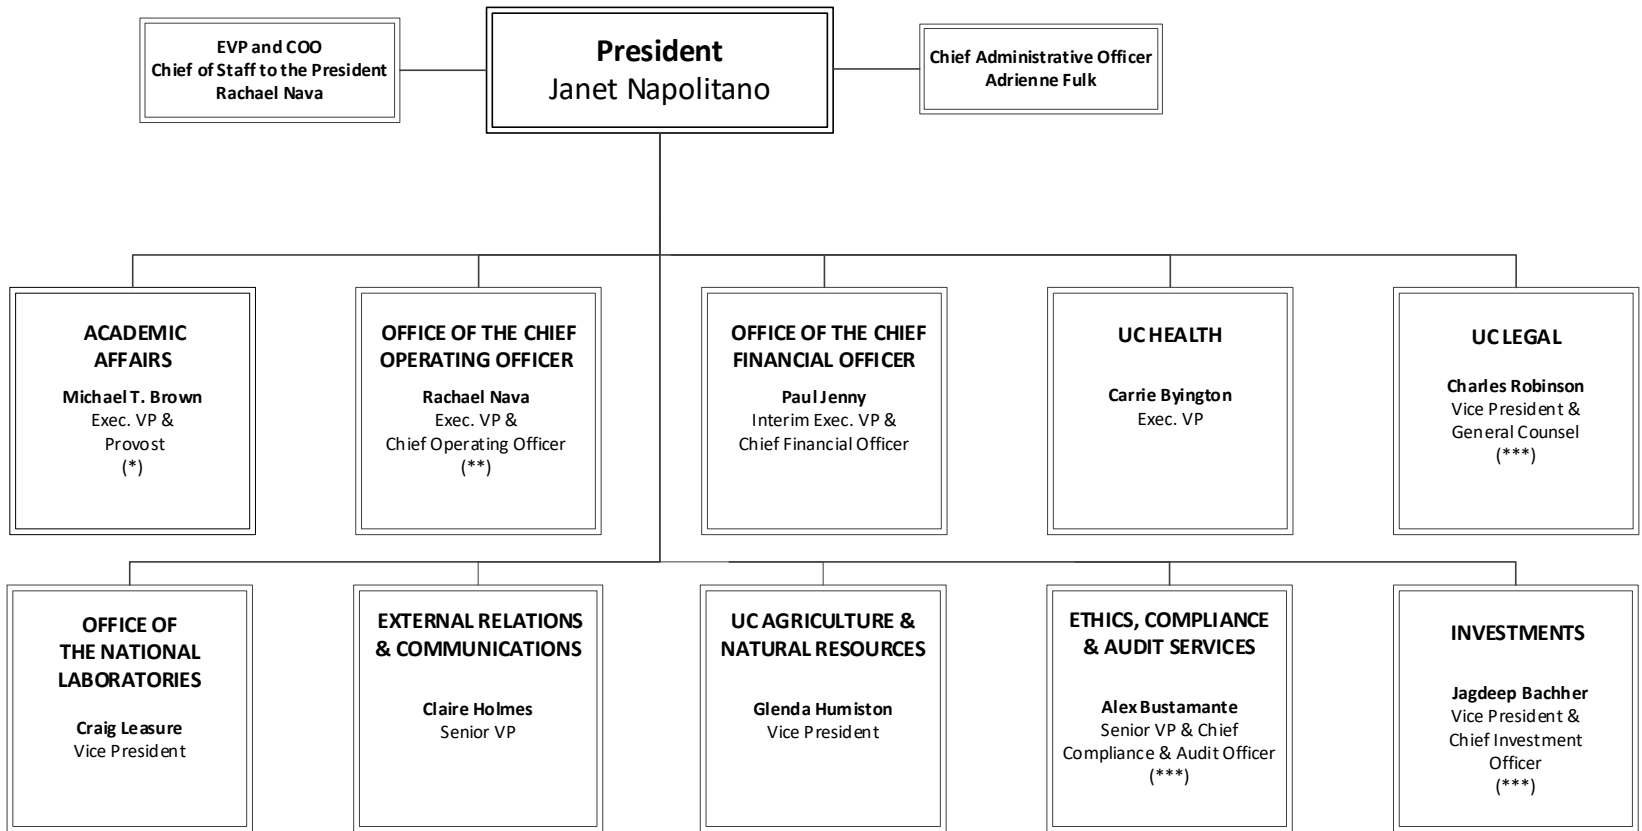 EVP and COO
Chief of Staff to the President
Rachael Nava
President
Janet Napolitano
Chief Administrative Officer
Adrienne Fulk
ACADEMIC
AFFAIRS
Michael T. Brown
Exec. VP &
Provost
(*)
OFFICE OF THE CHIEF
OPERATING OFFICER
Rachael Nava
Exec. VP &
Chief Operating Officer
(**)
OFFICE OF THE CHIEF
FINANCIAL OFFICER
Paul Jenny
Interim Exec. VP &
Chief Financial Officer
UC HEALTH
Carrie Byington
Exec. VP
UC LEGAL
Charles Robinson
Vice President &
General Counsel
(***)
OFFICE OF
THE NATIONAL
LABORATORIES
Craig Leasure
Vice President
EXTERNAL RELATIONS
& COMMUNICATIONS
Claire Holmes
Senior VP
UC AGRICULTURE &
NATURAL RESOURCES
Glenda Humiston
Vice President
ETHICS, COMPLIANCE
& AUDIT SERVICES
Alex Bustamante
Senior VP & Chief
Compliance & Audit Officer
(***)
INVESTMENTS
Jagdeep Bachher
Vice President &
Chief Investment
Officer
(***)